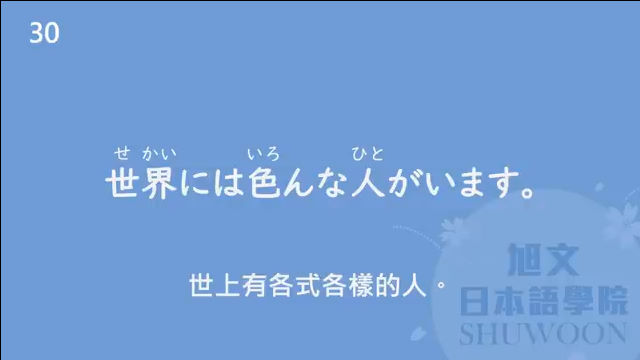 30
せ かい いろ ひと
世界には色んな人がいます。
世上有各式各樣的人。
旭文
日本語學院
SHUWOON